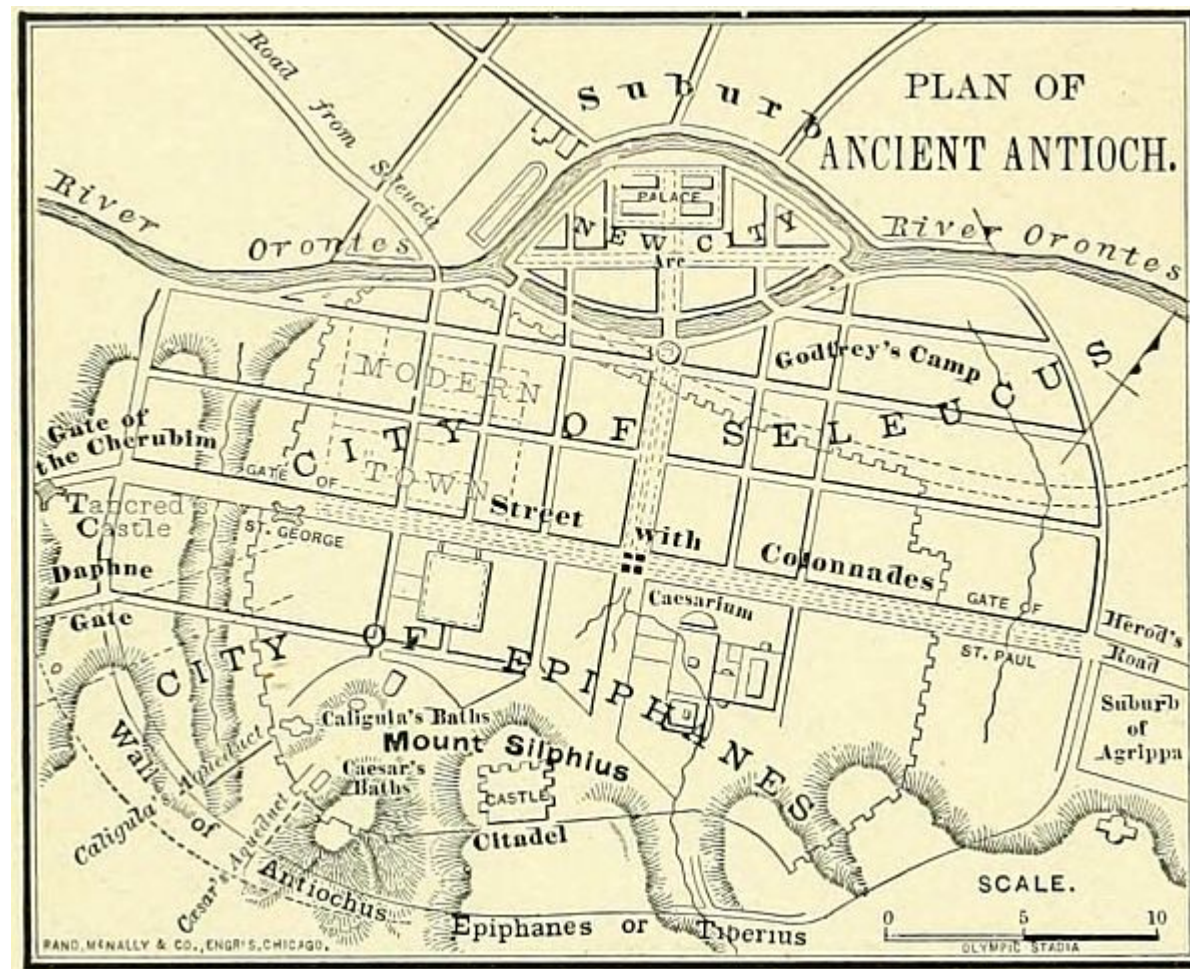 PLAN OF
ANCIENT ANTIOCH.
Suburb
Road from Seleucia
River Orontes
River Orontes
PALACE
NEW CITY
Arc
MODERN
TOWN
Godfrey's Camp
CITY OF SELEUCUS
Gate of
the Cherubim
GATE OF
ST. GEORGE
Tancred's
Castle
Daphne
Gate
Street with Colonnades
Caesarium
GATE OF
ST. PAUL
Herod's
Road
Suburb
of
Agrippa
CITY OF EPIPHANES
Caligula's Baths
Mount Silphius
Caesar's
Baths
CASTLE
Citadel
Caligula's Aqueduct
Cæsar's Aqueduct
Wall of Antiochus Epiphanes or Tiberius
SCALE.
0 5 10
OLYMPIC STADIA
RAND, McNALLY & CO., ENGR'S, CHICAGO.